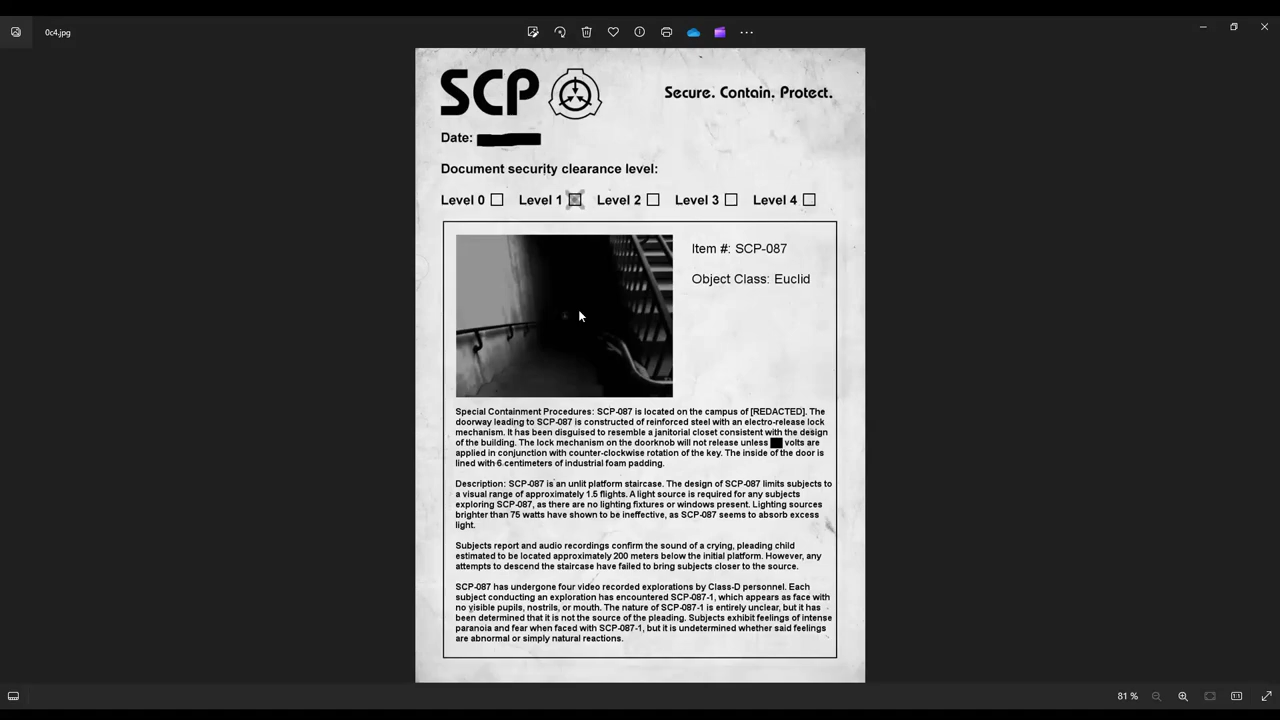 0c4.jpg
SCP
Secure. Contain. Protect.
Date:
Document security clearance level:
Level 0 Level 1 Level 2 Level 3 Level 4
Item #: SCP-087
Object Class: Euclid
Special Containment Procedures: SCP-087 is located on the campus of [REDACTED]. The
doorway leading to SCP-087 is constructed of reinforced steel with an electro-release lock
mechanism. It has been disguised to resemble a janitorial closet consistent with the design
of the building. The lock mechanism on the doorknob will not release unless volts are
applied in conjunction with counter-clockwise rotation of the key. The inside of the door is
lined with 6 centimeters of industrial foam padding.
Description: SCP-087 is an unlit platform staircase. The design of SCP-087 limits subjects to
a visual range of approximately 1.5 flights. A light source is required for any subjects
exploring SCP-087, as there are no lighting fixtures or windows present. Lighting sources
brighter than 75 watts have shown to be ineffective, as SCP-087 seems to absorb excess
light.
Subjects report and audio recordings confirm the sound of a crying, pleading child
estimated to be located approximately 200 meters below the initial platform. However, any
attempts to descend the staircase have failed to bring subjects closer to the source.
SCP-087 has undergone four video recorded explorations by Class-D personnel. Each
subject conducting an exploration has encountered SCP-087-1, which appears as face with
no visible pupils, nostrils, or mouth. The nature of SCP-087-1 is entirely unclear, but it has
been determined that it is not the source of the pleading. Subjects exhibit feelings of intense
paranoia and fear when faced with SCP-087-1, but it is undetermined whether said feelings
are abnormal or simply natural reactions.
81 %